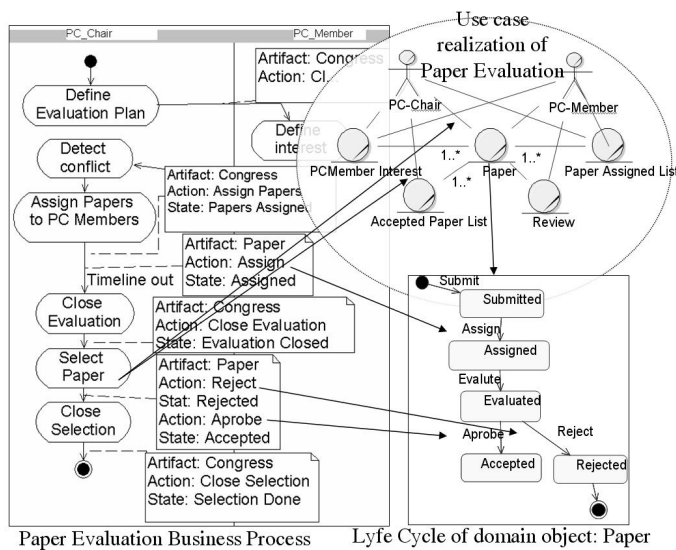 PC_Chair
PC_Member
Use case
realization of
Paper Evaluation
Artifact: Congress
Action: Cl.
Define
Evaluation Plan
Define
interest
PC-Chair
PC-Member
Detect
conflict
Artifact: Congress
Action: Assign Papers
State: Papers Assigned
Assign Papers
to PC Members
PCMember Interest
1..*
Paper
1..*
Paper Assigned List
1..*
Accepted Paper List
Review
Artifact: Paper
Action: Assign
State: Assigned
Timeline out
Close
Evaluation
Artifact: Congress
Action: Close Evaluation
State: Evaluation Closed
Select
Paper
Artifact: Paper
Action: Reject
Stat: Rejected
Action: Aprobe
State: Accepted
Close
Selection
Artifact: Congress
Action: Close Selection
State: Selection Done
Submit
Submitted
Assign
Assigned
Evalute
Evaluated
Aprobe
Reject
Accepted
Rejected
Paper Evaluation Business Process
Lyfe Cycle of domain object: Paper